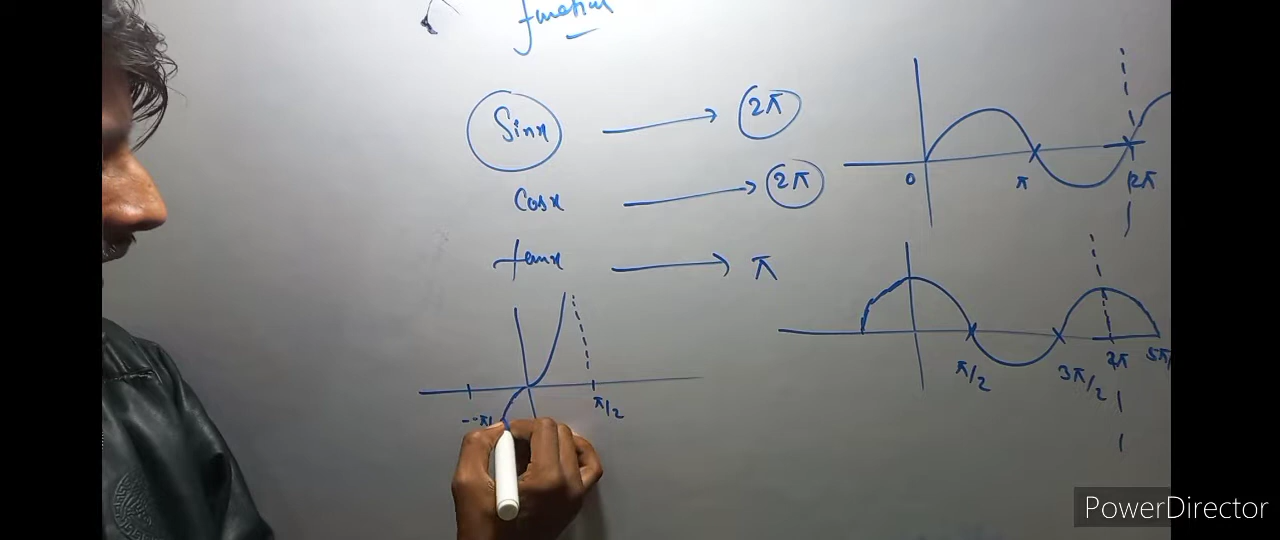 function
Sinx → 2π
Cosx → 2π
tanx → π
0 π 2π
π/2 3π/2 2π 5π
-π π/2
PowerDirector